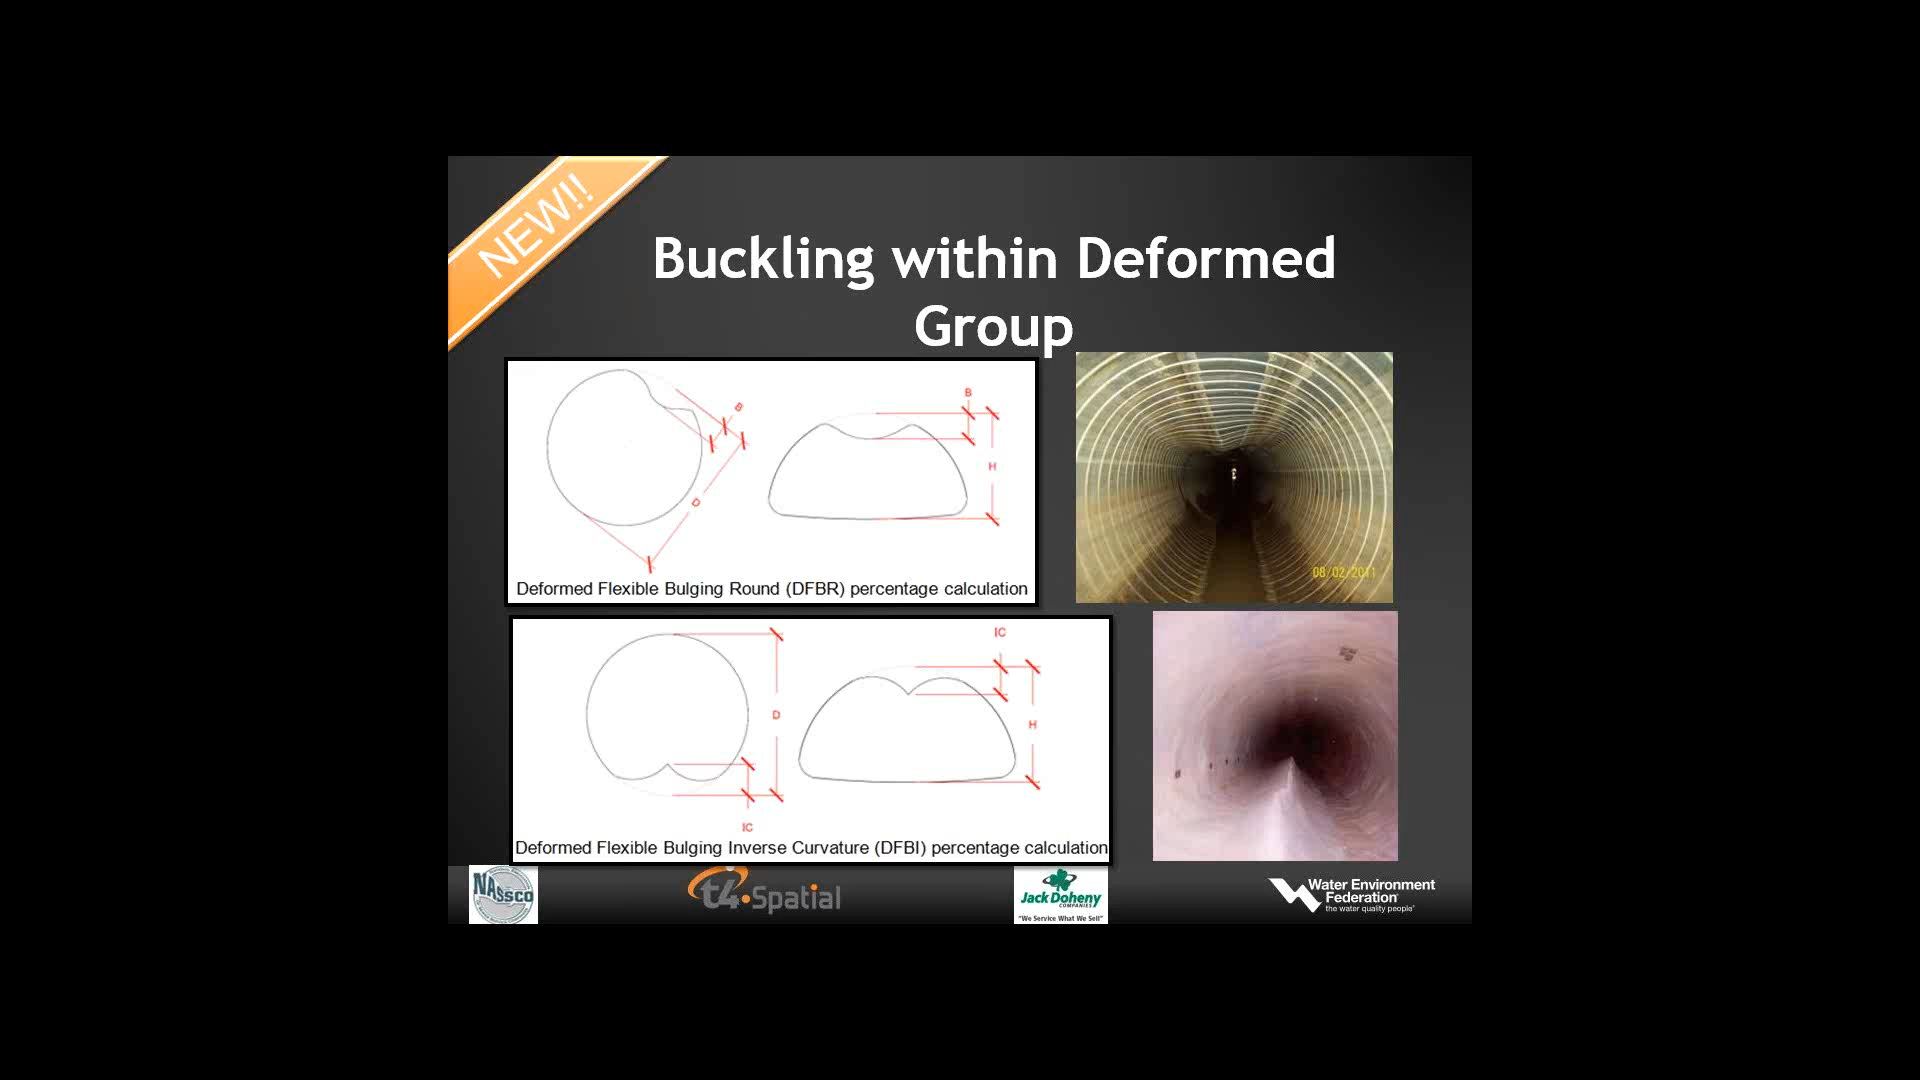 NEW!!
Buckling within Deformed
Group
B
D
B
H
Deformed Flexible Bulging Round (DFBR) percentage calculation
08/02/2011
D
IC
IC
H
Deformed Flexible Bulging Inverse Curvature (DFBI) percentage calculation
NASSCO
t4.Spatial
Jack Doheny
COMPANIES
"We Service What We Sell"
Water Environment
Federation
the water quality people